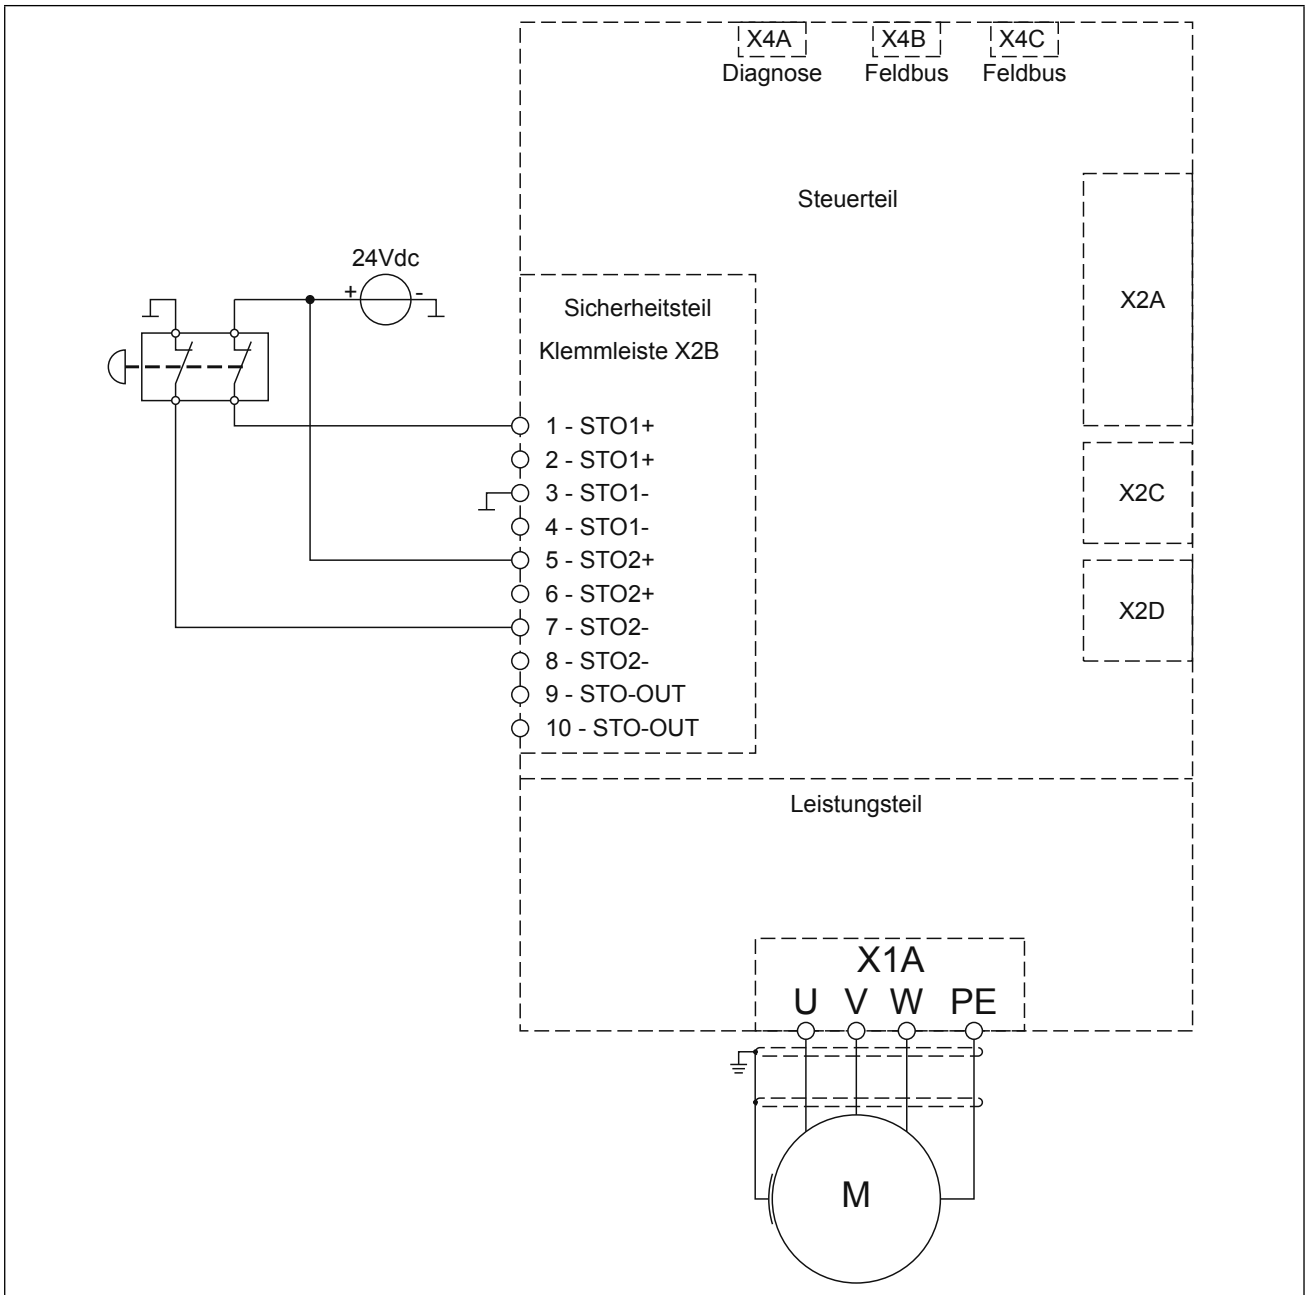 X4A
X4B
X4C
Diagnose
Feldbus
Feldbus
Steuerteil
24Vdc
+
-
X2A
Sicherheitsteil
Klemmleiste X2B
1 - STO1+
2 - STO1+
3 - STO1-
4 - STO1-
5 - STO2+
6 - STO2+
7 - STO2-
8 - STO2-
9 - STO-OUT
10 - STO-OUT
X2C
X2D
Leistungsteil
X1A
U V W PE
M